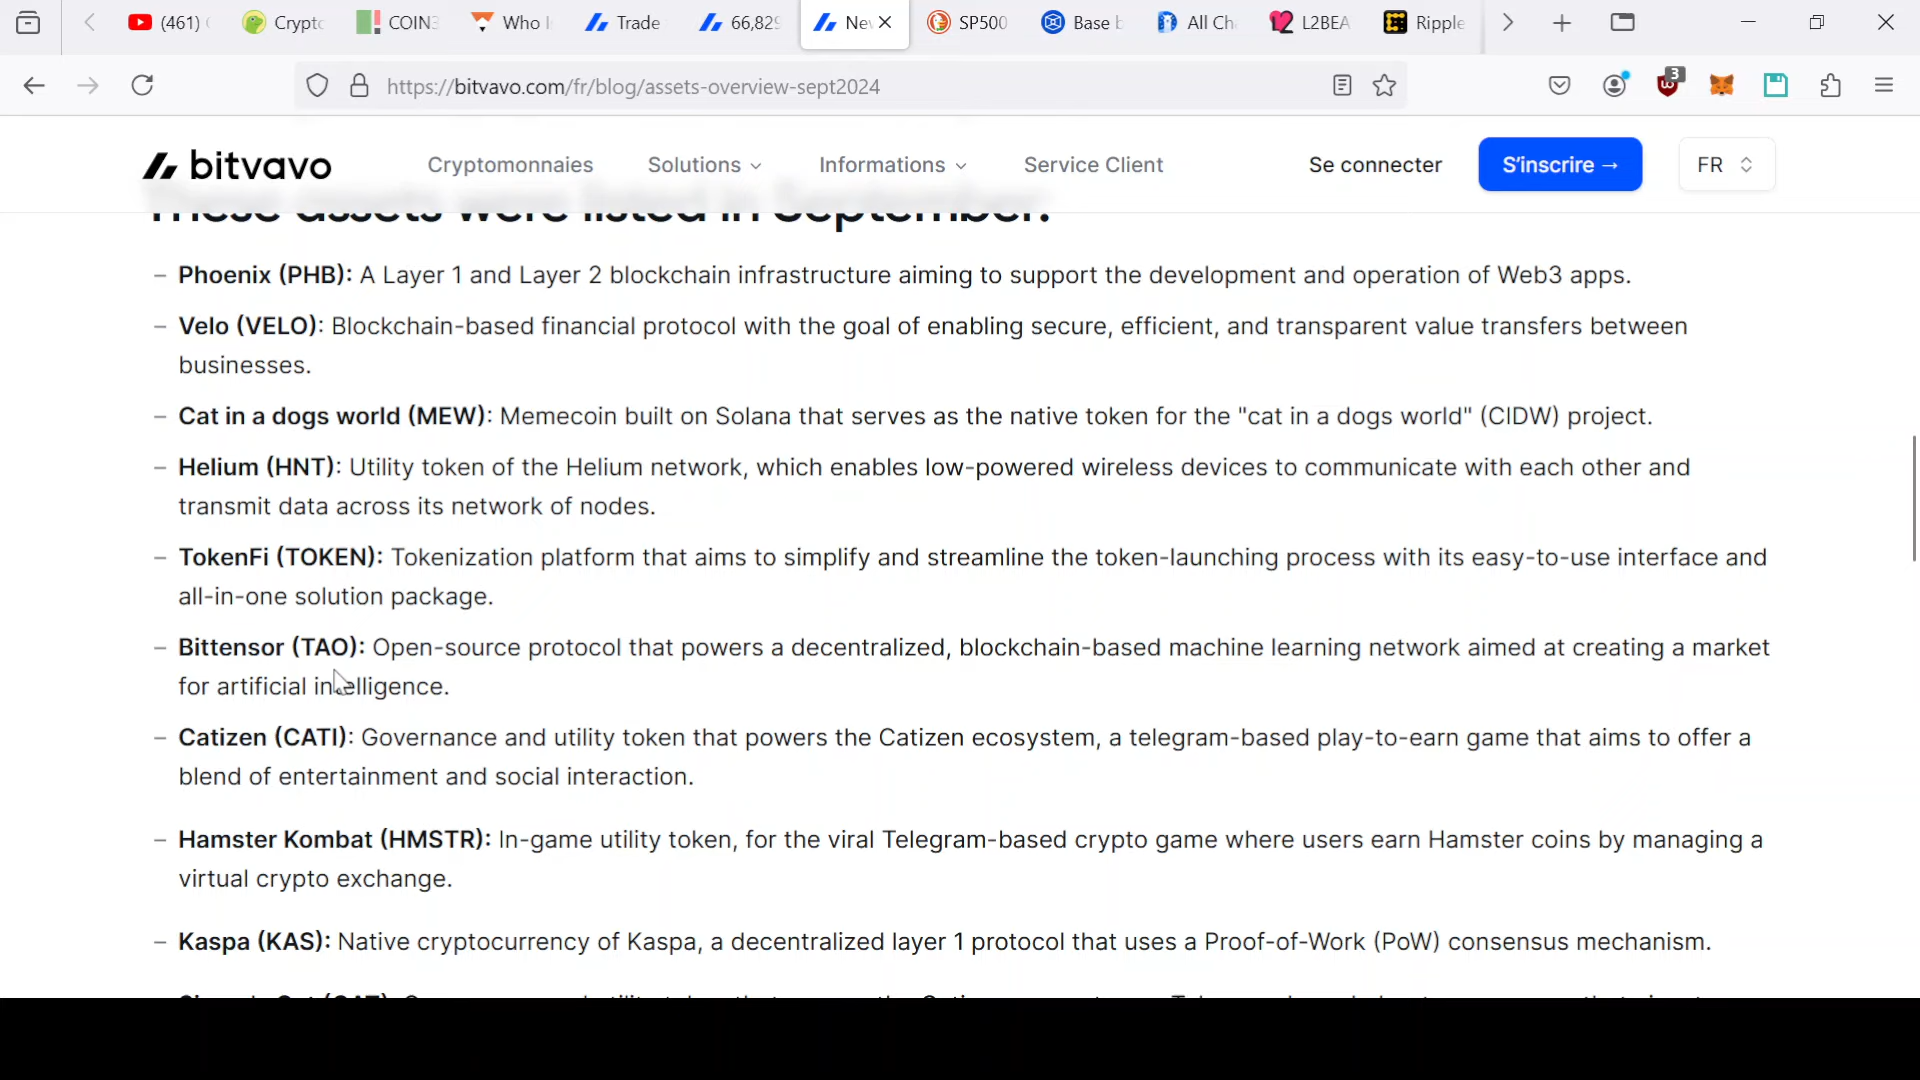 (461)
Crypto
COIN3
Who I
Trade
66,829
Ne
SP500
Base b
All Ch
L2BEA
Ripple
https://bitvavo.com/fr/blog/assets-overview-sept2024
3
bitvavo
Cryptomonnaies
Solutions
Informations
Service Client
Se connecter
S'inscrire →
FR
These assets were listed in September:
– Phoenix (PHB): A Layer 1 and Layer 2 blockchain infrastructure aiming to support the development and operation of Web3 apps.
– Velo (VELO): Blockchain-based financial protocol with the goal of enabling secure, efficient, and transparent value transfers between
businesses.
– Cat in a dogs world (MEW): Memecoin built on Solana that serves as the native token for the "cat in a dogs world" (CIDW) project.
– Helium (HNT): Utility token of the Helium network, which enables low-powered wireless devices to communicate with each other and
transmit data across its network of nodes.
– TokenFi (TOKEN): Tokenization platform that aims to simplify and streamline the token-launching process with its easy-to-use interface and
all-in-one solution package.
– Bittensor (TAO): Open-source protocol that powers a decentralized, blockchain-based machine learning network aimed at creating a market
for artificial intelligence.
– Catizen (CATI): Governance and utility token that powers the Catizen ecosystem, a telegram-based play-to-earn game that aims to offer a
blend of entertainment and social interaction.
– Hamster Kombat (HMSTR): In-game utility token, for the viral Telegram-based crypto game where users earn Hamster coins by managing a
virtual crypto exchange.
– Kaspa (KAS): Native cryptocurrency of Kaspa, a decentralized layer 1 protocol that uses a Proof-of-Work (PoW) consensus mechanism.